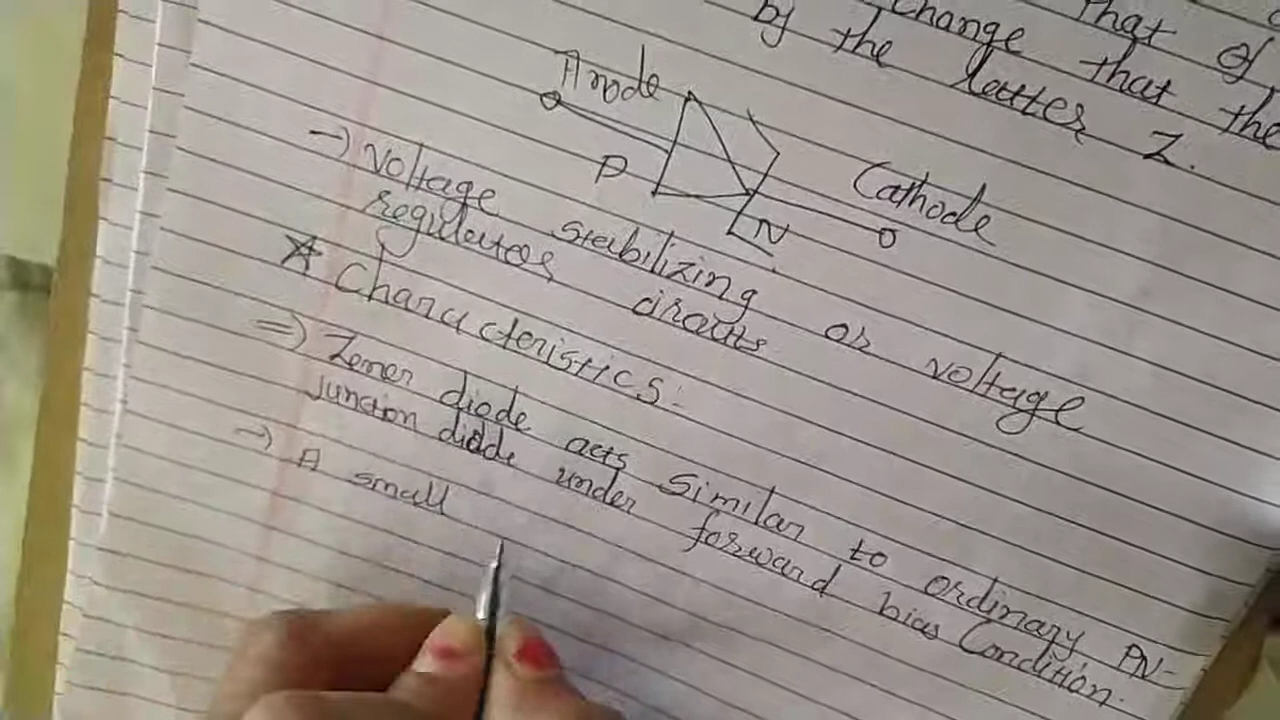 that of
change that the
by the letter Z.
Anode
P
N
Cathode
→ Voltage stabilizing or voltage
regulator circuits
* Characteristics:-
⇒ Zener diode acts similar to ordinary PN-
junction diode under forward bias Condition.
→ A small